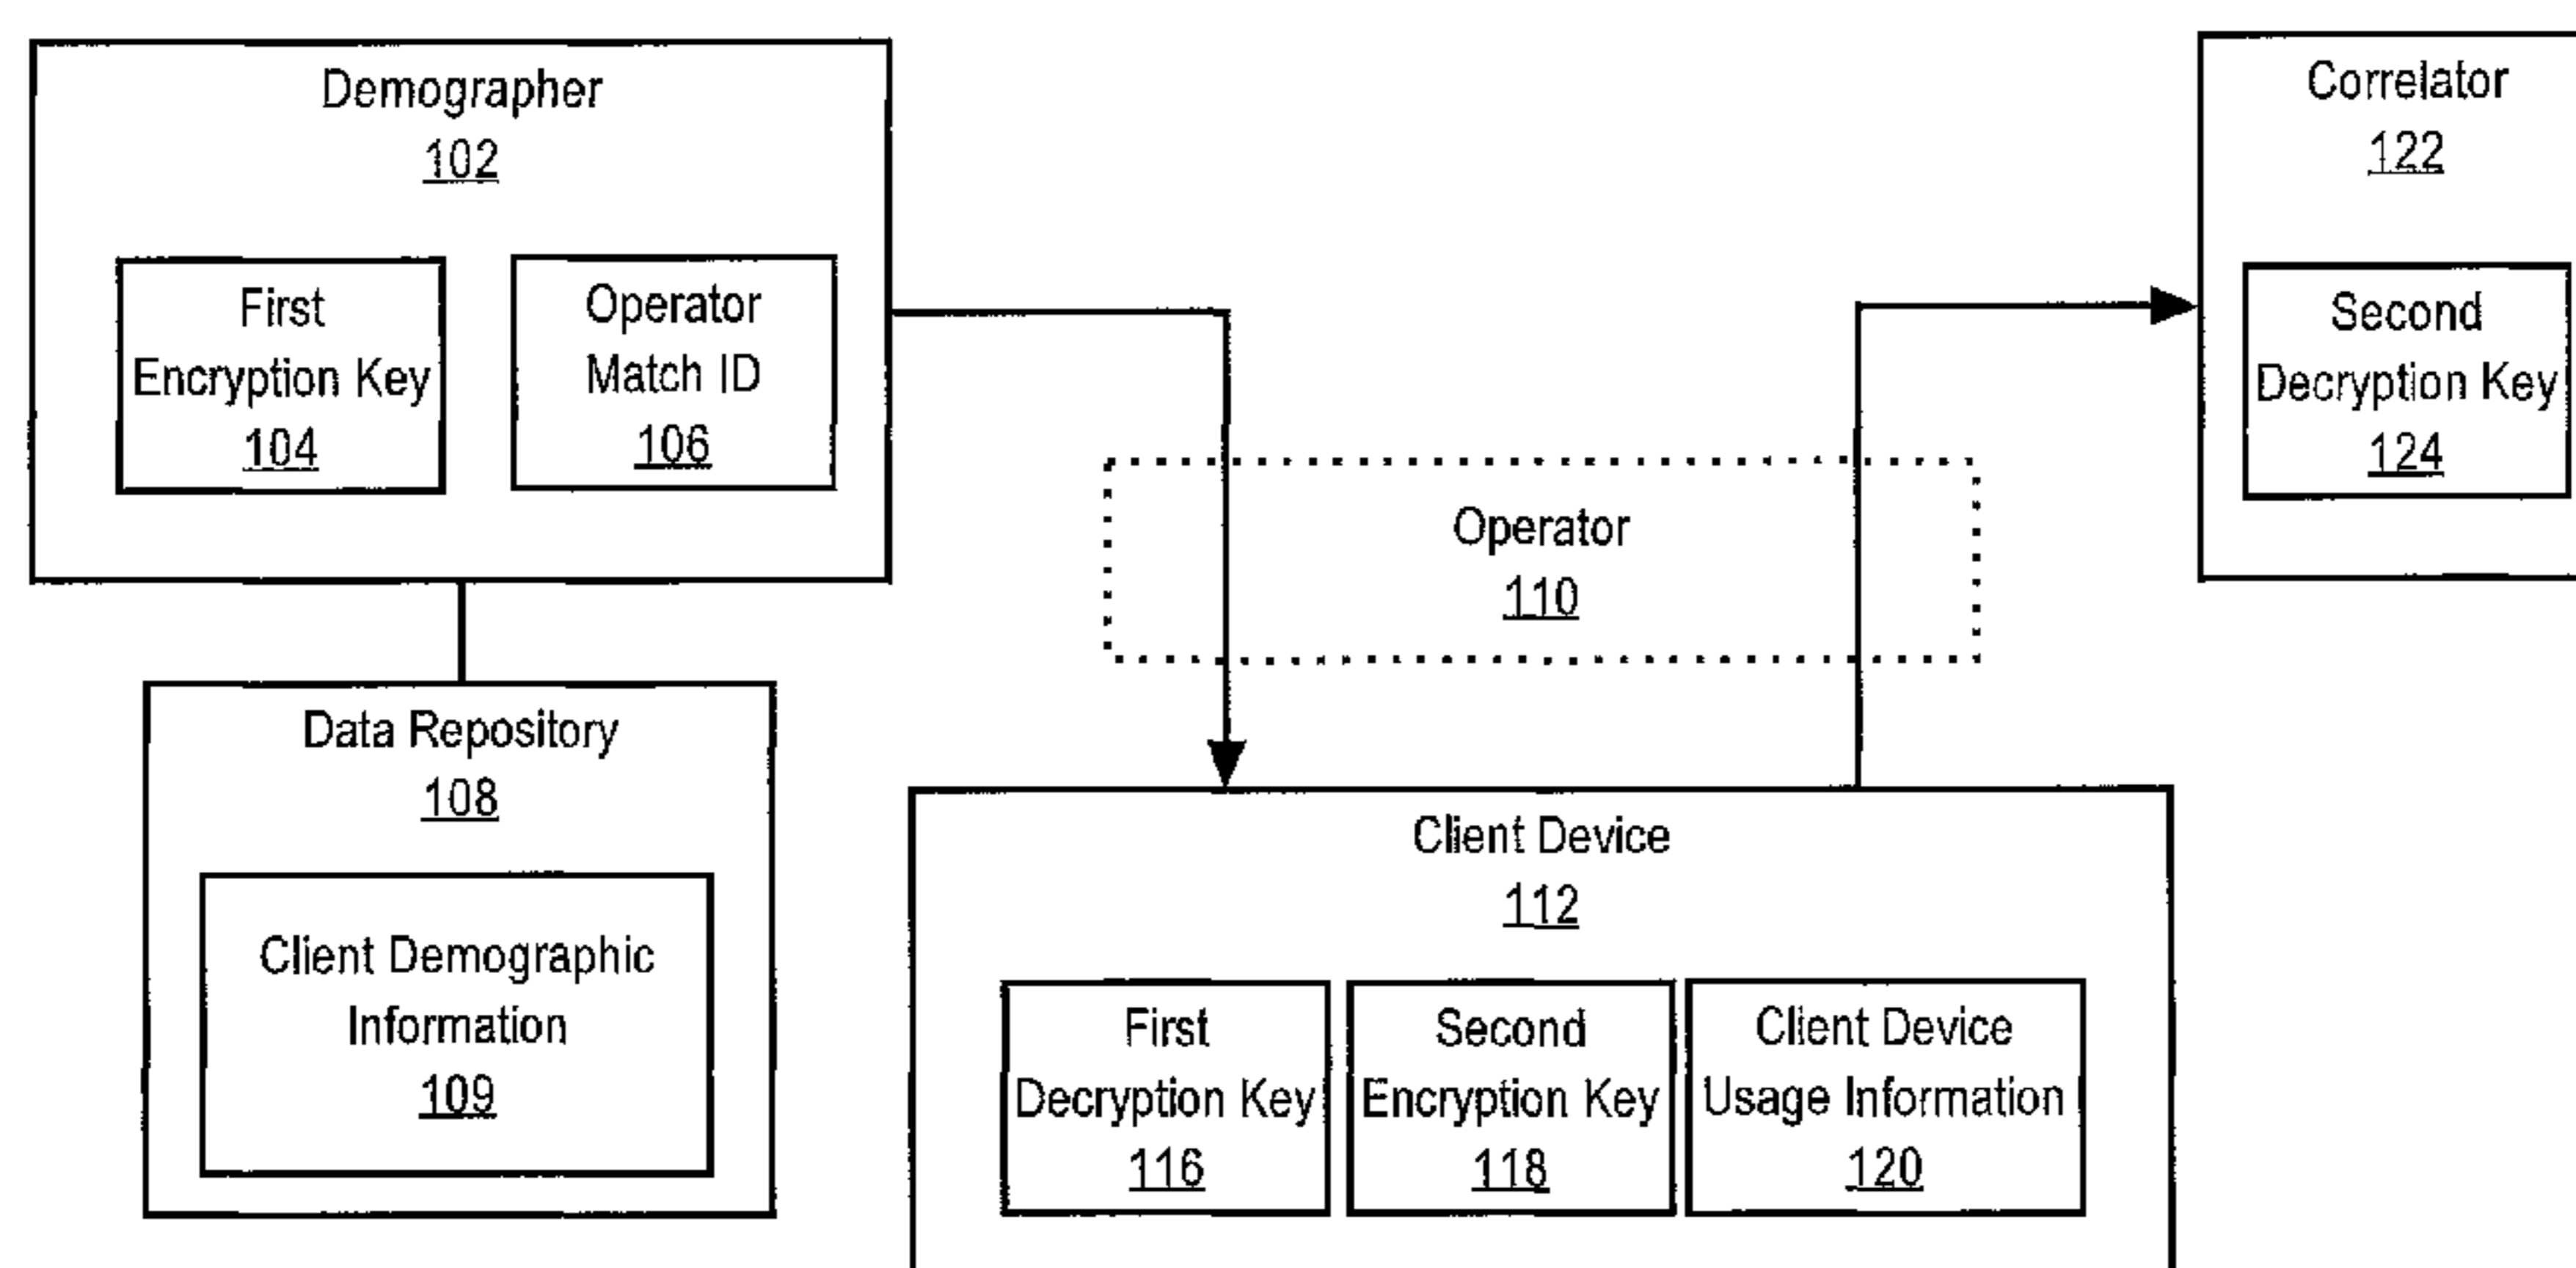 Demographer
102
First
Encryption Key
104
Operator
Match ID
106
Correlator
122
Second
Decryption Key
124
Operator
110
Data Repository
108
Client Demographic
Information
109
Client Device
112
First
Decryption Key
116
Second
Encryption Key
118
Client Device
Usage Information
120